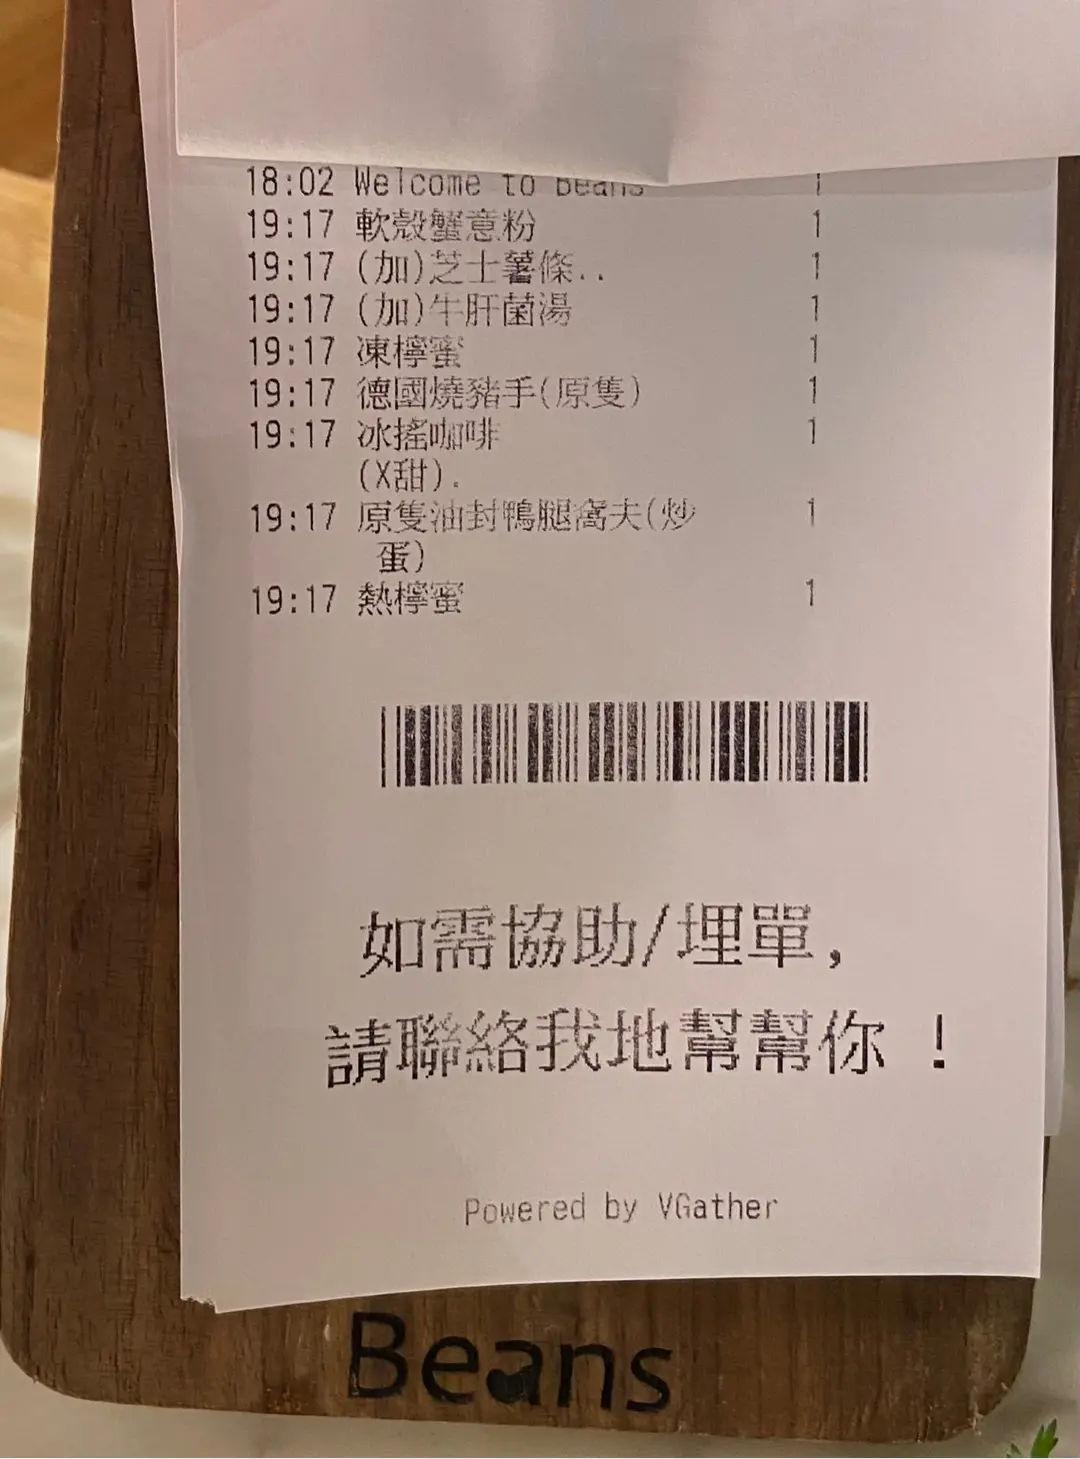 18:02 Welcome to Beans 1
19:17 軟殼蟹意粉 1
19:17 (加)芝士薯條.. 1
19:17 (加)牛肝菌湯 1
19:17 凍檸蜜 1
19:17 德國燒豬手(原隻) 1
19:17 冰搖咖啡 1
(X甜).
19:17 原隻油封鴨腿窩夫(炒 1
蛋)
19:17 熱檸蜜 1
如需協助/埋單,
請聯絡我地幫幫你 !
Powered by VGather
Beans